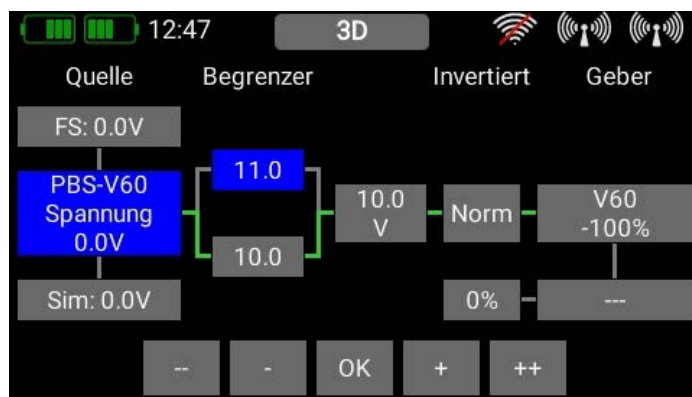 12:47 3D
Quelle Begrenzer Invertiert Geber
FS: 0.0V
PBS-V60
Spannung
0.0V
11.0
10.0
10.0
V
Norm
V60
-100%
Sim: 0.0V
0%
---
-- - OK + ++